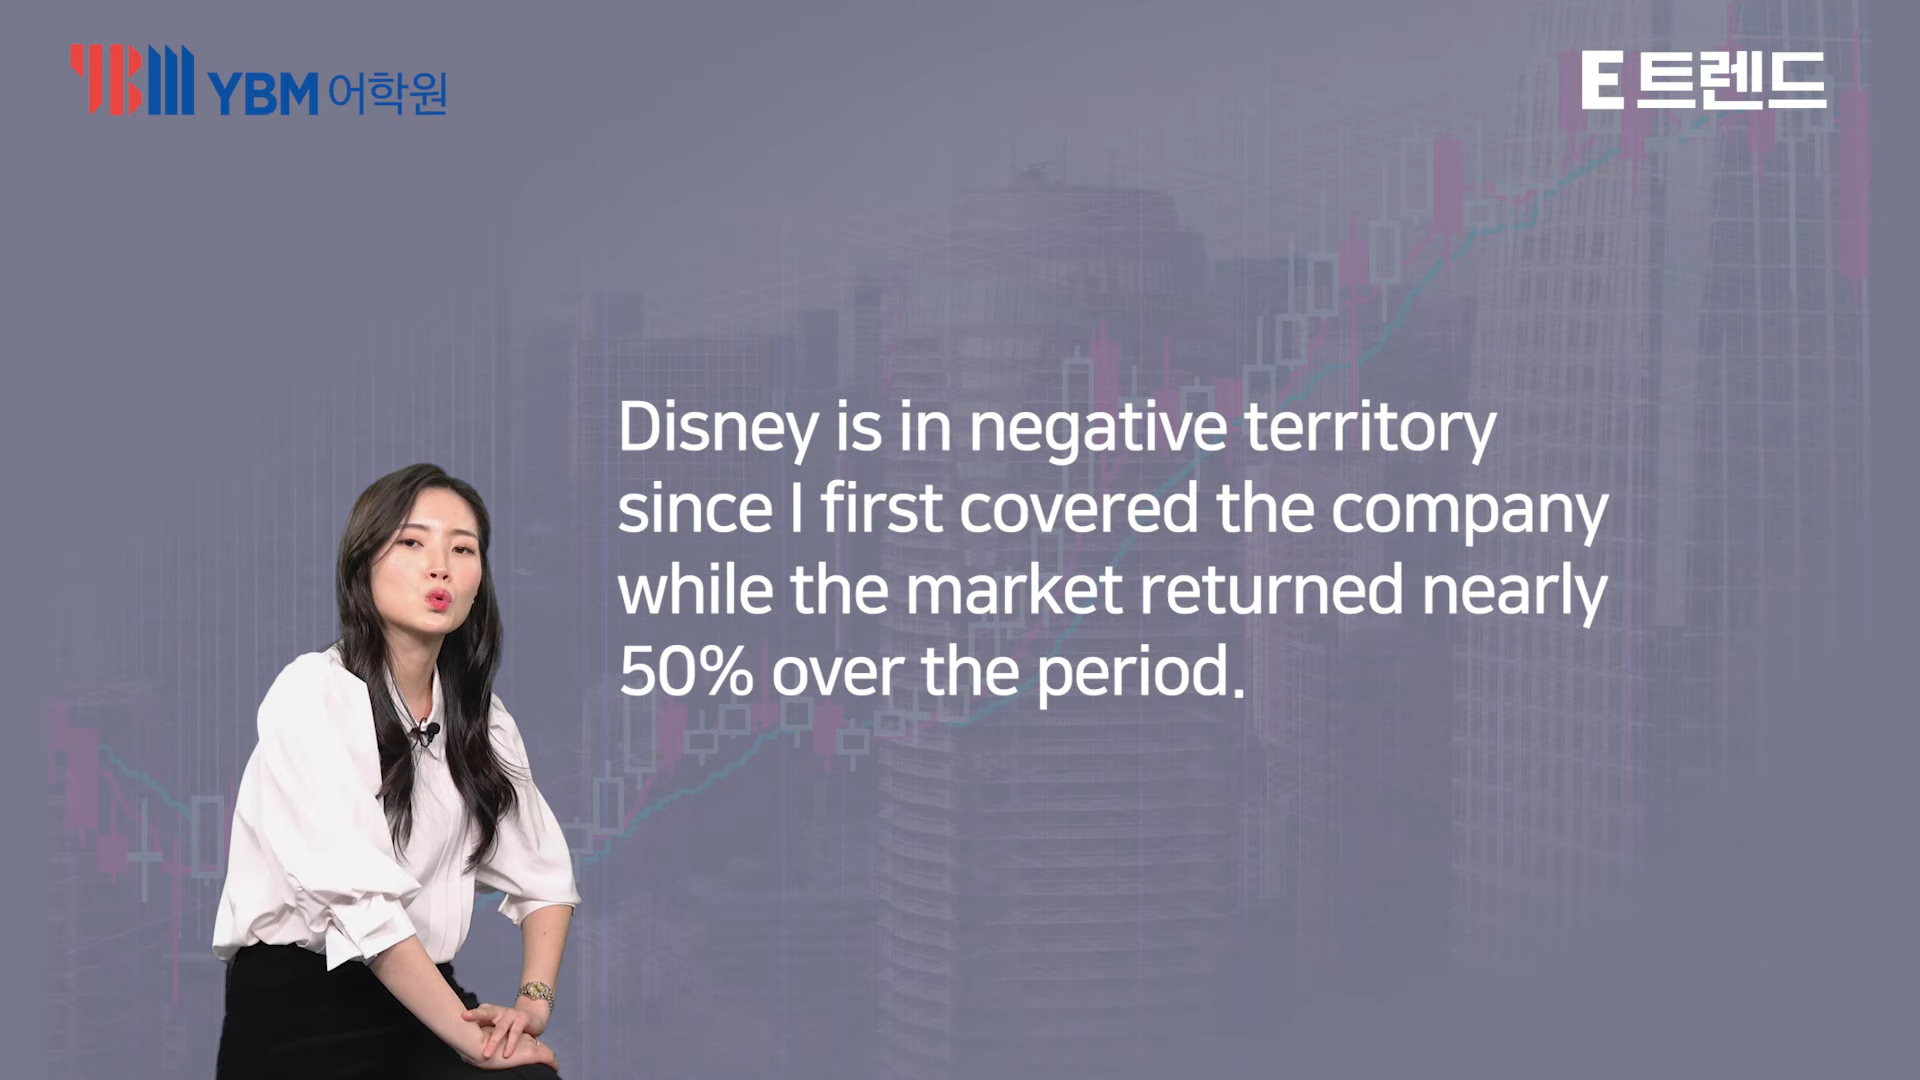 YBM YBM 어학원
E 트렌드
Disney is in negative territory
since I first covered the company
while the market returned nearly
50% over the period.